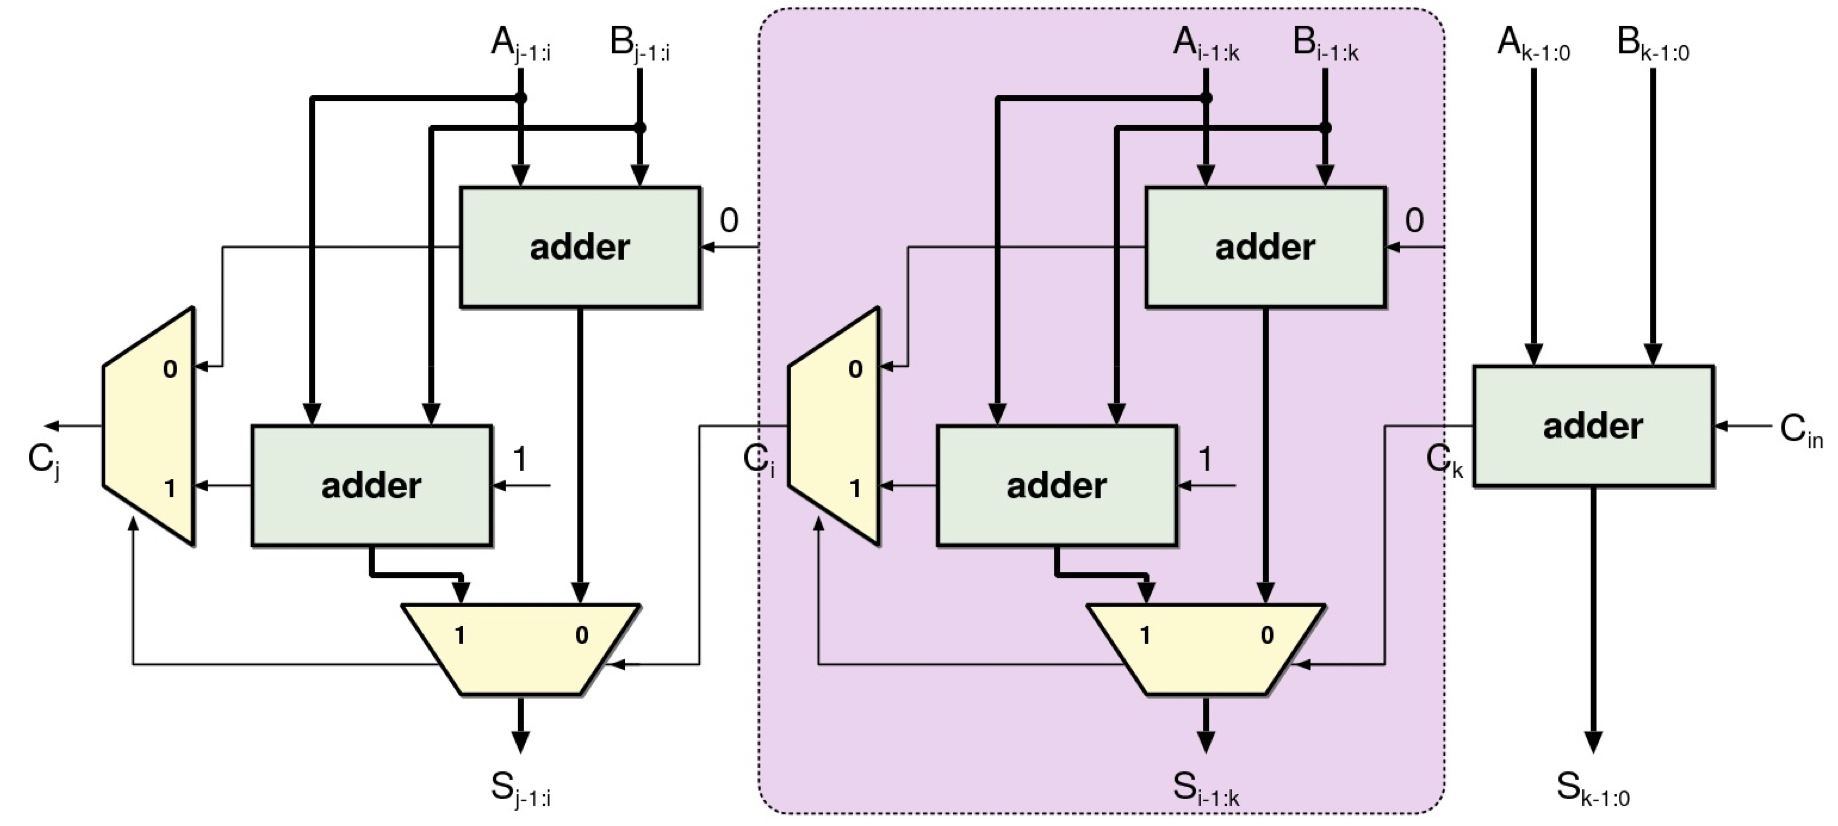 A_{j-1:i} B_{j-1:i} A_{i-1:k} B_{i-1:k} A_{k-1:0} B_{k-1:0}
0 0
adder adder
0 0
adder C_{in}
C_j 1 C_i 1 C_k
1 adder 1 adder
1 0 1 0
S_{j-1:i} S_{i-1:k} S_{k-1:0}